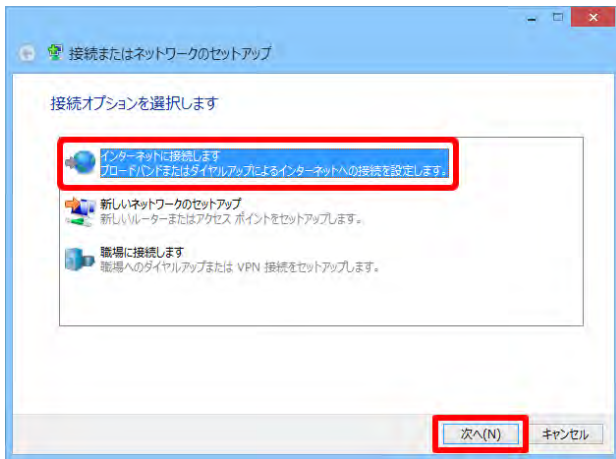 接続またはネットワークのセットアップ
接続オプションを選択します
インターネットに接続します
ブロードバンドまたはダイヤルアップによるインターネットへの接続を設定します。
新しいネットワークのセットアップ
新しいルーターまたはアクセス ポイントをセットアップします。
職場に接続します
職場へのダイヤルアップまたは VPN 接続をセットアップします。
次へ(N) キャンセル